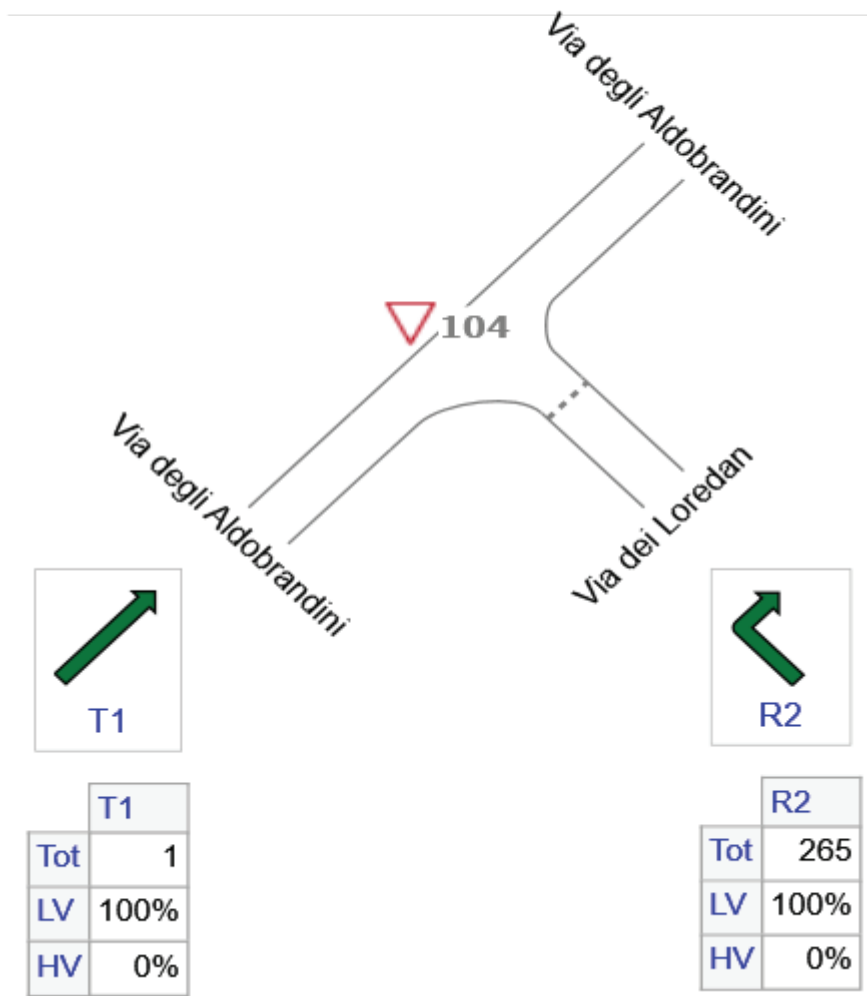 Via degli Aldobrandini
104
Via degli Aldobrandini
Via dei Loredan
T1
R2
T1
Tot 1
LV 100%
HV 0%
R2
Tot 265
LV 100%
HV 0%